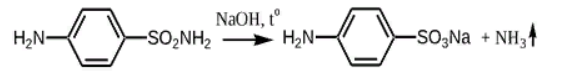 NaOH, t°
H₂N SO₂NH₂ H₂N SO₃Na + NH₃